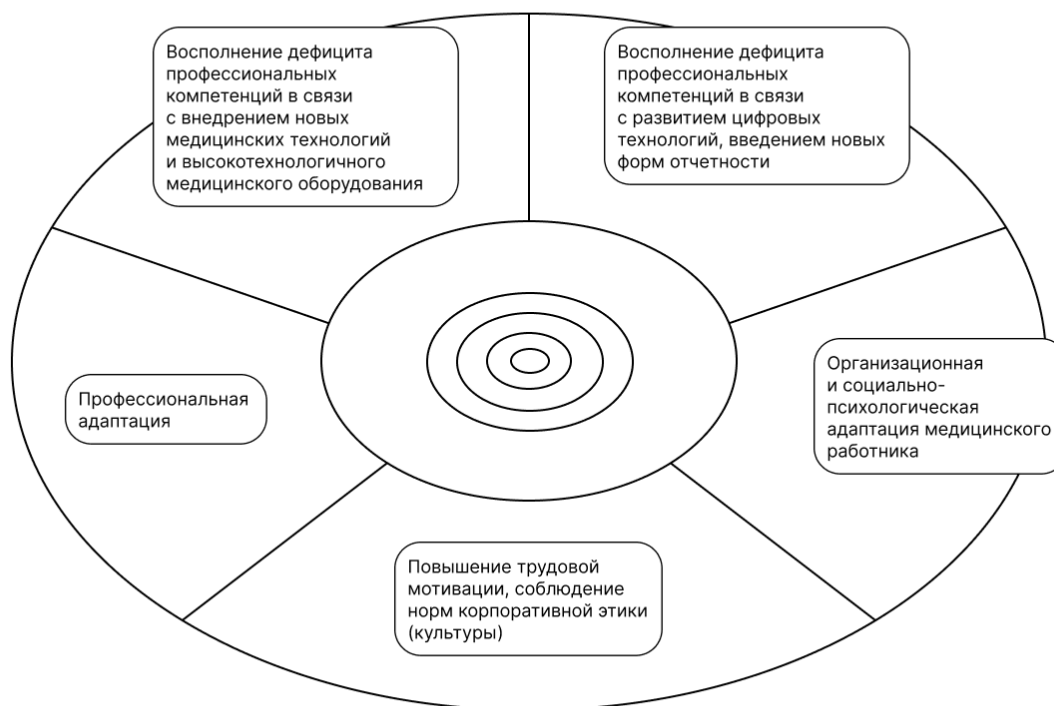 Восполнение дефицита
профессиональных
компетенций в связи
с внедрением новых
медицинских технологий
и высокотехнологичного
медицинского оборудования
Восполнение дефицита
профессиональных
компетенций в связи
с развитием цифровых
технологий, введением новых
форм отчетности
Профессиональная
адаптация
Организационная
и социально-
психологическая
адаптация медицинского
работника
Повышение трудовой
мотивации, соблюдение
норм корпоративной этики
(культуры)